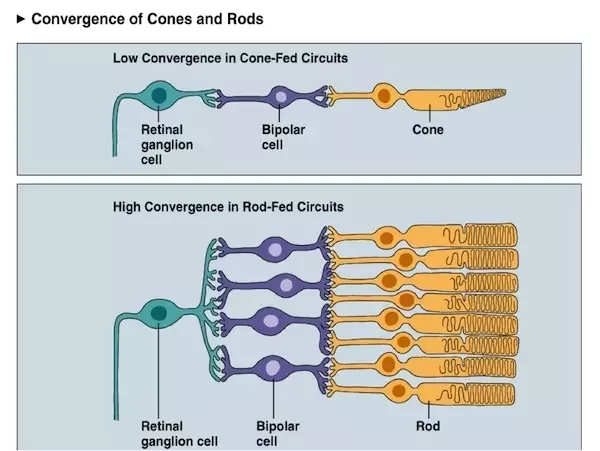 ► Convergence of Cones and Rods
Low Convergence in Cone-Fed Circuits
Retinal
ganglion
cell
Bipolar
cell
Cone
High Convergence in Rod-Fed Circuits
Retinal
ganglion cell
Bipolar
cell
Rod